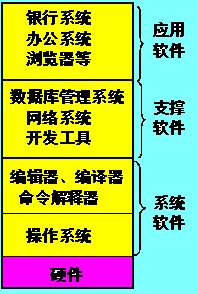 银行系统
办公系统
浏览器等
应用
软件
数据库管理系统
网络系统
开发工具
支撑
软件
编辑器、编译器
命令解释器
操作系统
系统
软件
硬件